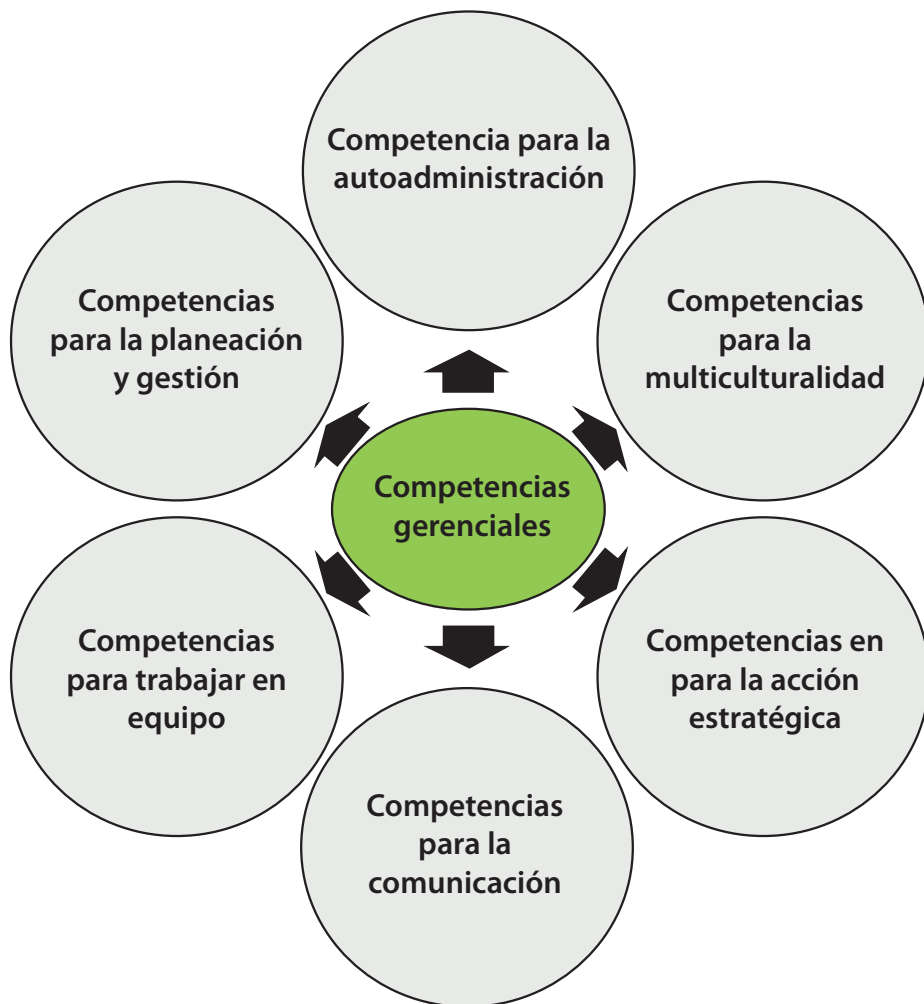 Competencia para la
autoadministración
Competencias
para la planeación
y gestión
Competencias
para la
multiculturalidad
Competencias
gerenciales
Competencias
para trabajar en
equipo
Competencias en
para la acción
estratégica
Competencias
para la
comunicación